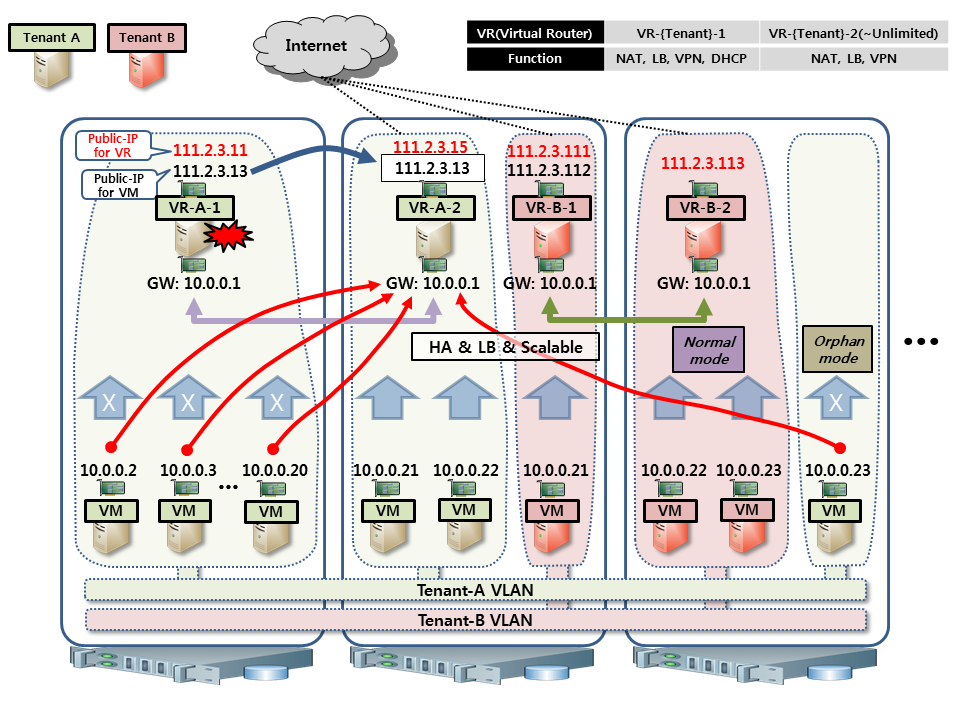 Tenant A
Tenant B
Internet
VR(Virtual Router) VR-{Tenant}-1 VR-{Tenant}-2(~Unlimited)
Function NAT, LB, VPN, DHCP NAT, LB, VPN
Public-IP
for VR
111.2.3.11
Public-IP
for VM
111.2.3.13
VR-A-1
GW: 10.0.0.1
111.2.3.15
111.2.3.13
VR-A-2
GW: 10.0.0.1
111.2.3.111
111.2.3.112
VR-B-1
GW: 10.0.0.1
111.2.3.113
VR-B-2
GW: 10.0.0.1
HA & LB & Scalable
Normal
mode
Orphan
mode
•••
X X X X
10.0.0.2 10.0.0.3 ••• 10.0.0.20 10.0.0.21 10.0.0.22 10.0.0.21 10.0.0.22 10.0.0.23 10.0.0.23
VM VM VM VM VM VM VM VM VM
Tenant-A VLAN
Tenant-B VLAN